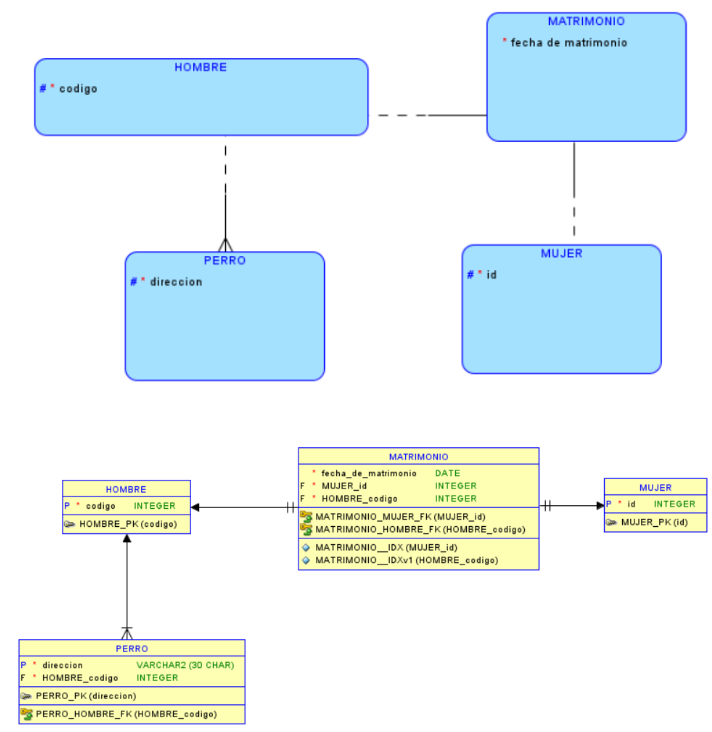 MATRIMONIO
* fecha de matrimonio
HOMBRE
# * codigo
PERRO
# * direccion
MUJER
# * id
MATRIMONIO
* fecha_de_matrimonio DATE
F * MUJER_id INTEGER
F * HOMBRE_codigo INTEGER
MATRIMONIO_MUJER_FK (MUJER_id)
MATRIMONIO_HOMBRE_FK (HOMBRE_codigo)
MATRIMONIO__IDX (MUJER_id)
MATRIMONIO__IDXv1 (HOMBRE_codigo)
HOMBRE
P * codigo INTEGER
HOMBRE_PK (codigo)
MUJER
P * id INTEGER
MUJER_PK (id)
PERRO
P * direccion VARCHAR2 (30 CHAR)
F * HOMBRE_codigo INTEGER
PERRO_PK (direccion)
PERRO_HOMBRE_FK (HOMBRE_codigo)